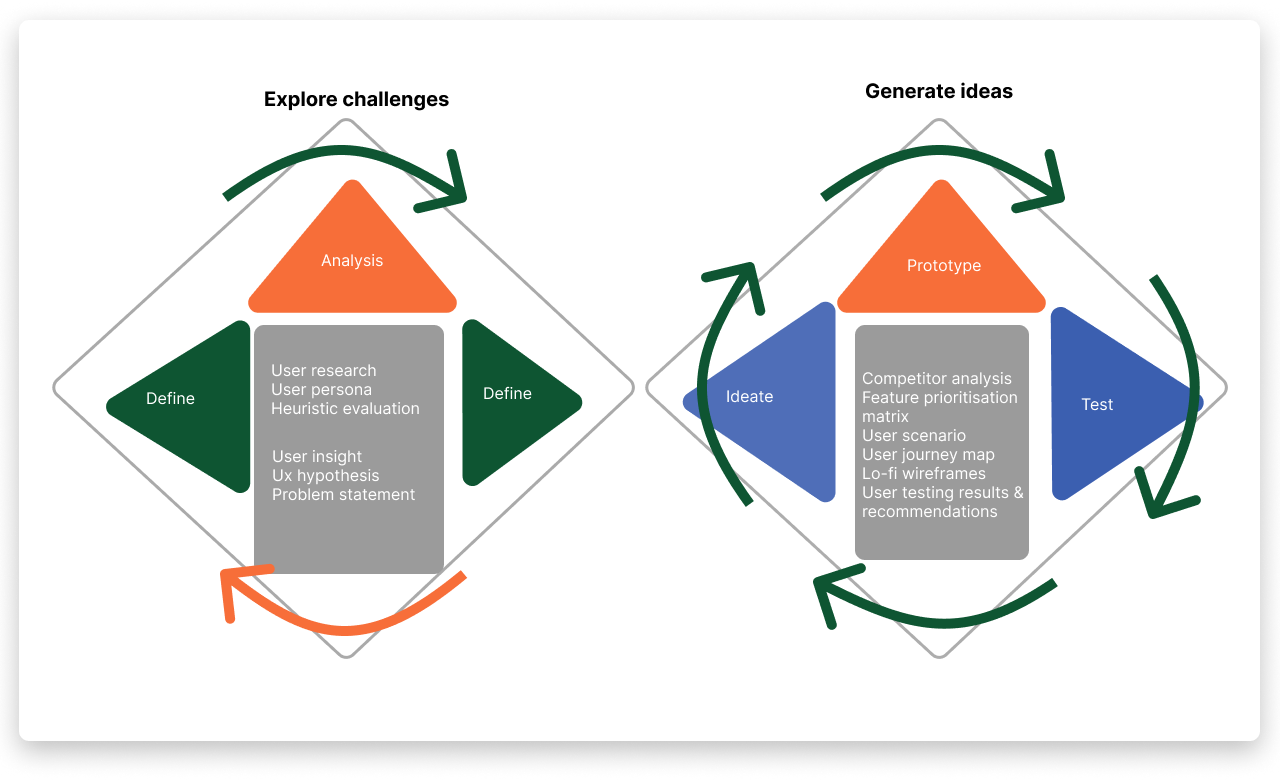 Explore challenges
Analysis
Define
Define
User research
User persona
Heuristic evaluation
User insight
Ux hypothesis
Problem statement
Generate ideas
Prototype
Ideate
Test
Competitor analysis
Feature prioritisation
matrix
User scenario
User journey map
Lo-fi wireframes
User testing results &
recommendations